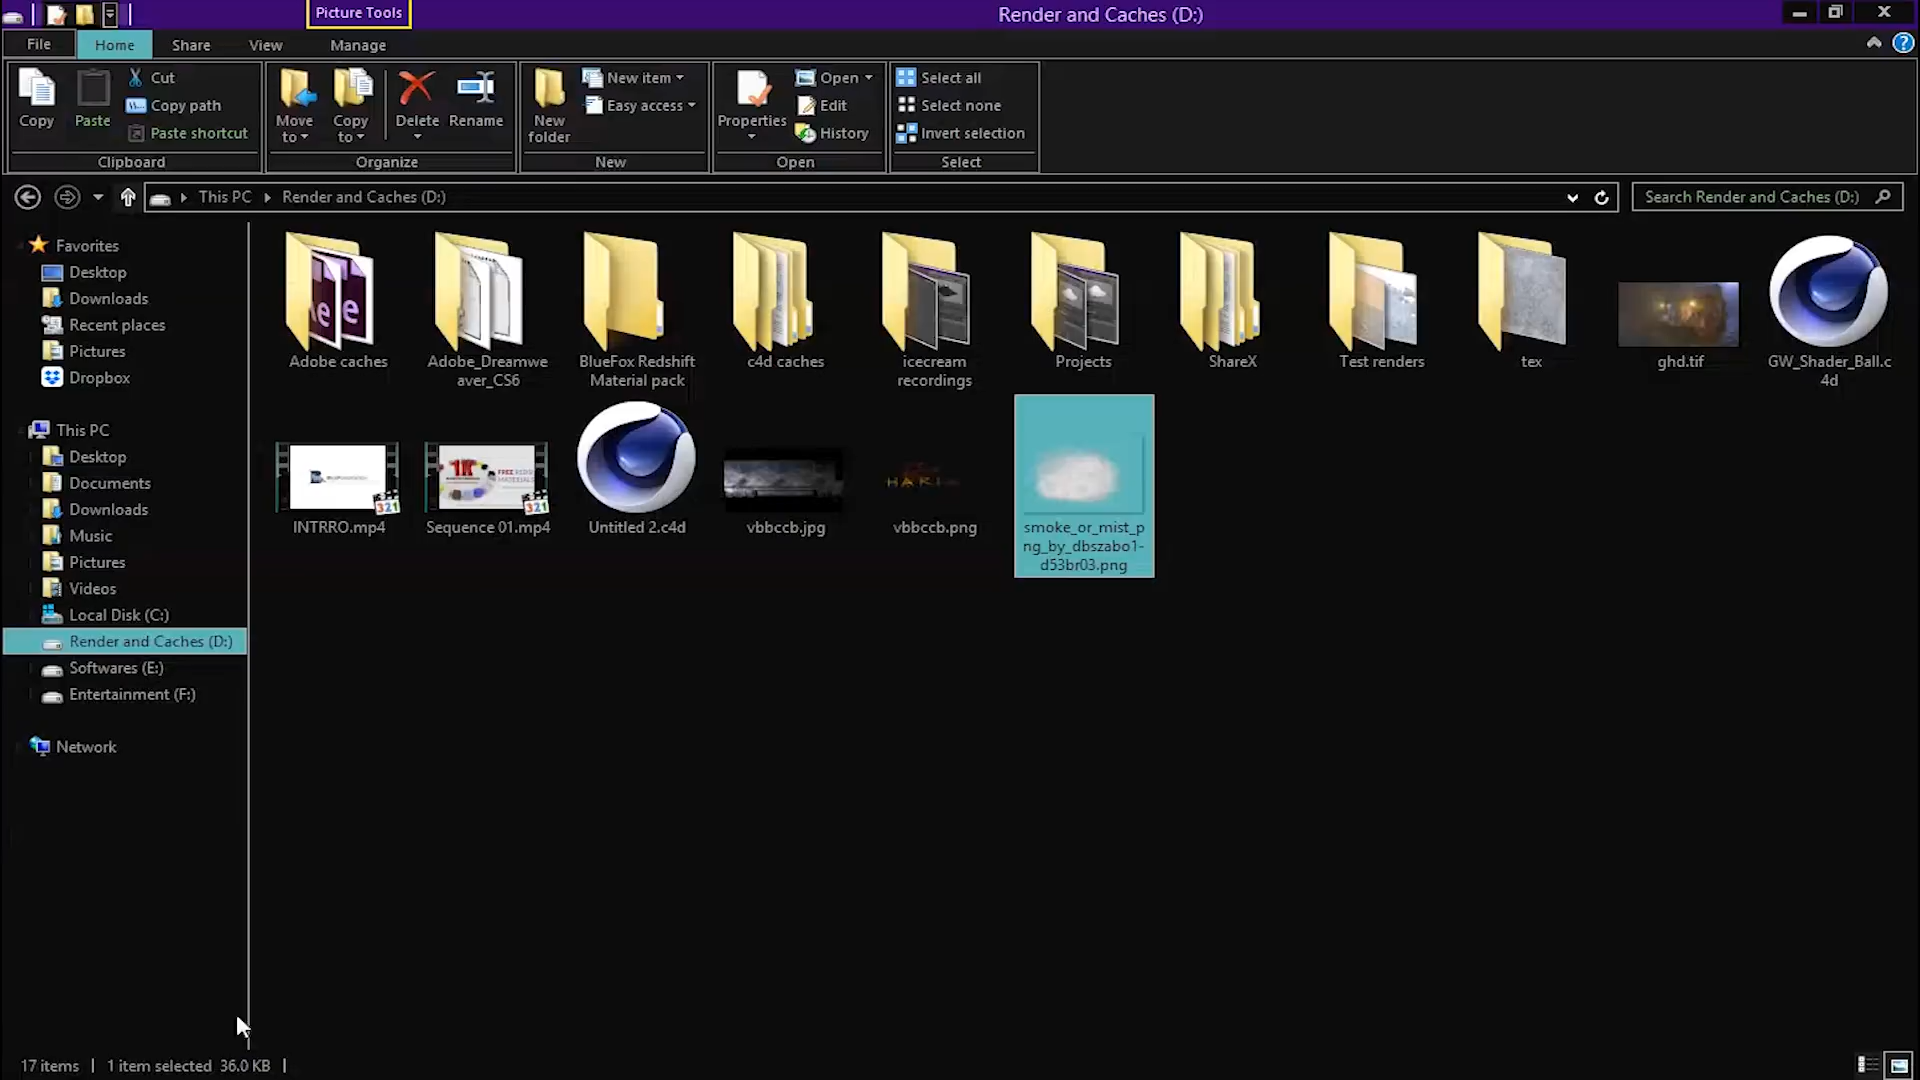 Picture Tools
Render and Caches (D:)
File
Home
Share
View
Manage
Copy
Paste
Cut
Copy path
Paste shortcut
Clipboard
Move to
Copy to
Delete
Rename
Organize
New folder
New item
Easy access
New
Properties
Open
Edit
History
Open
Select all
Select none
Invert selection
Select
This PC
Render and Caches (D:)
Search Render and Caches (D:)
Favorites
Desktop
Downloads
Recent places
Pictures
Dropbox
This PC
Desktop
Documents
Downloads
Music
Pictures
Videos
Local Disk (C:)
Render and Caches (D:)
Softwares (E:)
Entertainment (F:)
Network
Adobe caches
Adobe_Dreamwe
aver_CS6
BlueFox Redshift
Material pack
c4d caches
icecream
recordings
Projects
ShareX
Test renders
tex
ghd.tif
GW_Shader_Ball.c
4d
INTRRO.mp4
Sequence 01.mp4
Untitled 2.c4d
vbbccb.jpg
vbbccb.png
smoke_or_mist_p
ng_by_dbszabo1-
d53br03.png
17 items
1 item selected 36.0 KB